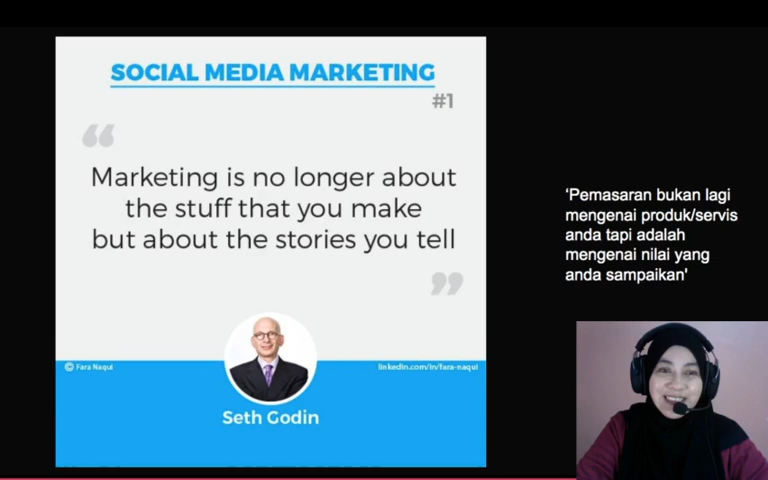 SOCIAL MEDIA MARKETING
#1
“
Marketing is no longer about
the stuff that you make
but about the stories you tell
”
© Fara Naqui
linkedin.com/in/fara-naqui
Seth Godin
‘Pemasaran bukan lagi
mengenai produk/servis
anda tapi adalah
mengenai nilai yang
anda sampaikan'